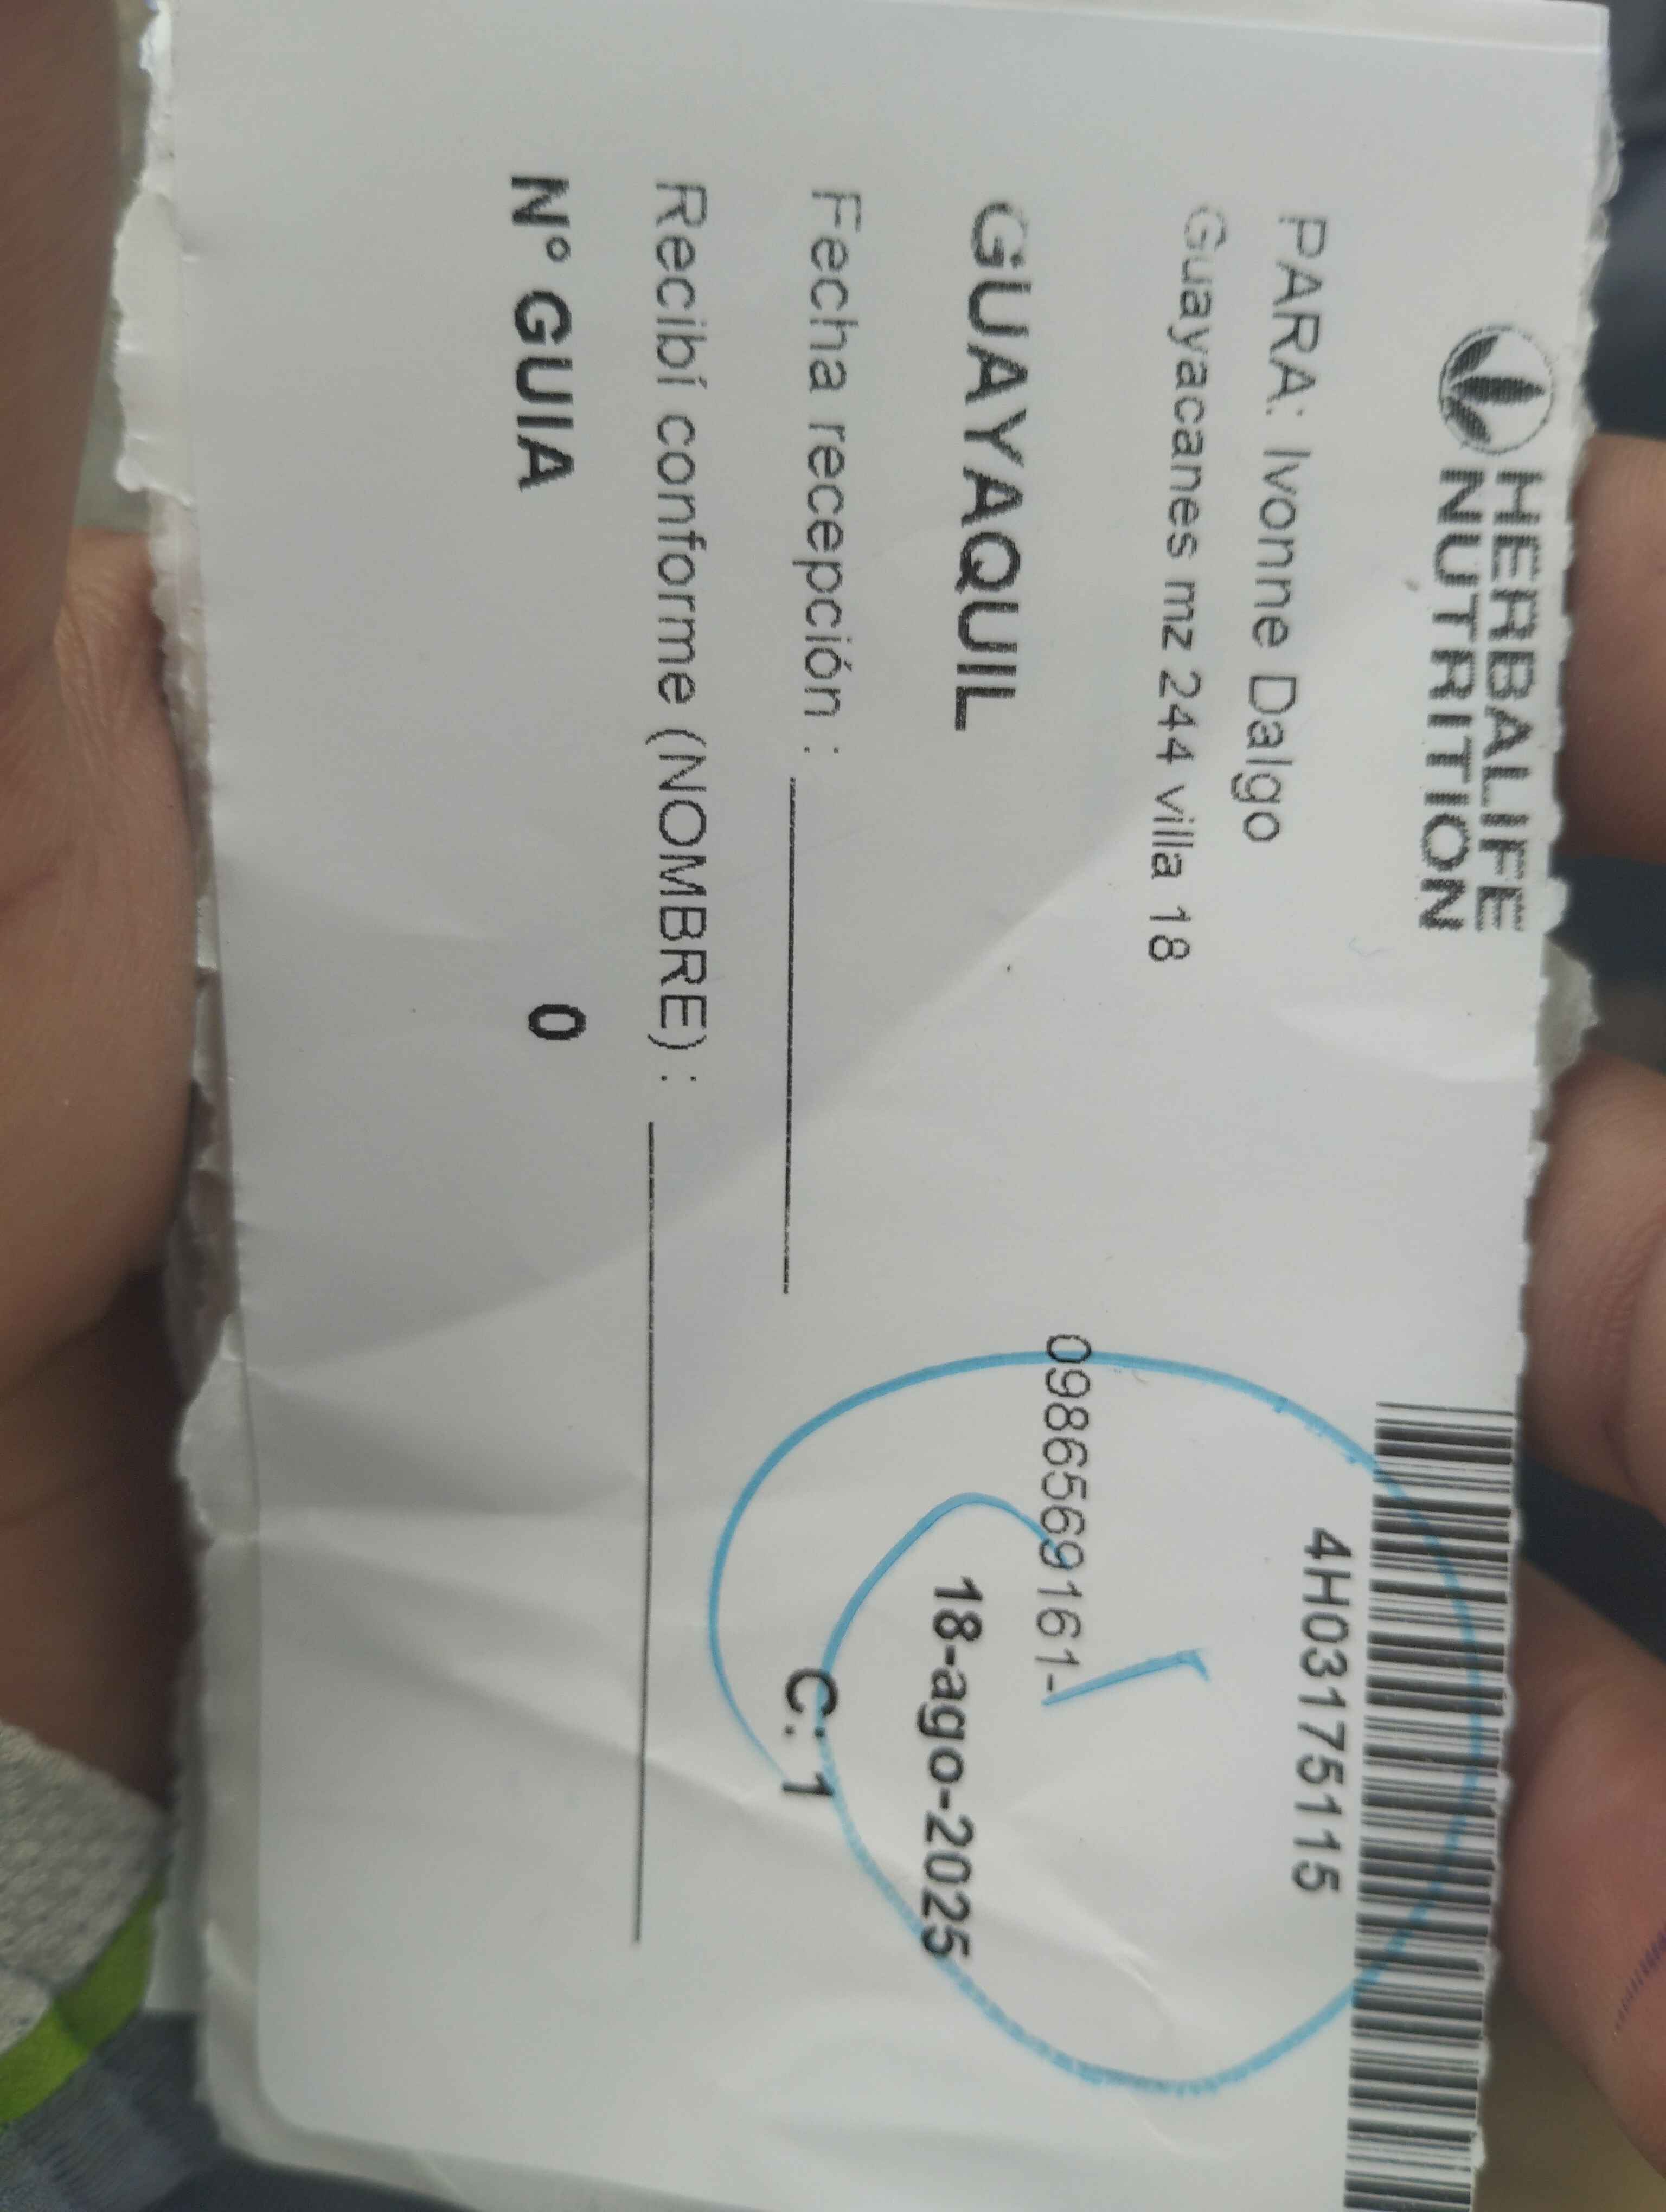 HERBALIFE
NUTRITION
4H03175115
PARA: Ivonne Dalgo
Guayacanes mz 244 villa 18
0986569161-
GUAYAQUIL
18-ago-2025
Fecha recepción :
C: 1
Recibí conforme (NOMBRE) :
N° GUIA 0